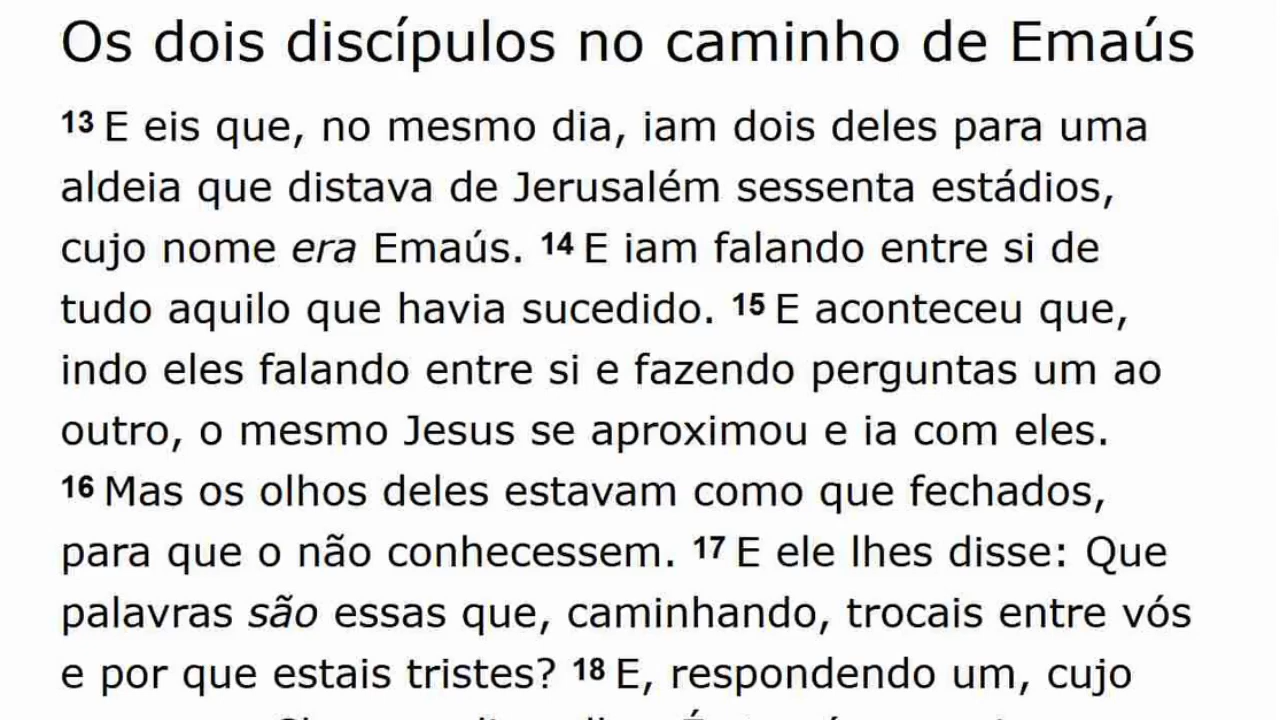 Os dois discípulos no caminho de Emaús
13 E eis que, no mesmo dia, iam dois deles para uma
aldeia que distava de Jerusalém sessenta estádios,
cujo nome era Emaús. 14 E iam falando entre si de
tudo aquilo que havia sucedido. 15 E aconteceu que,
indo eles falando entre si e fazendo perguntas um ao
outro, o mesmo Jesus se aproximou e ia com eles.
16 Mas os olhos deles estavam como que fechados,
para que o não conhecessem. 17 E ele lhes disse: Que
palavras são essas que, caminhando, trocais entre vós
e por que estais tristes? 18 E, respondendo um, cujo